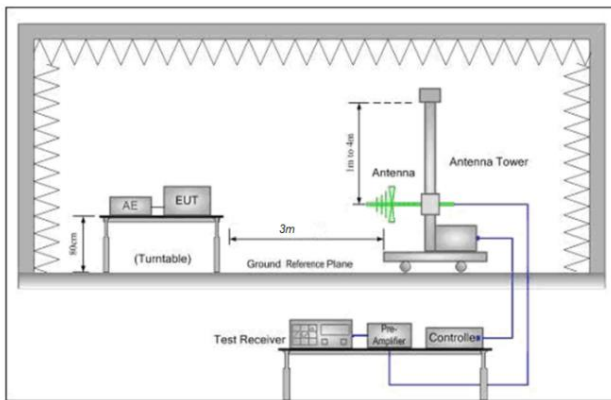 1m to 4m
Antenna
Antenna Tower
AE
EUT
80cm
3m
(Turntable)
Ground Reference Plane
Test Receiver
Pre-
Amplifier
Controller